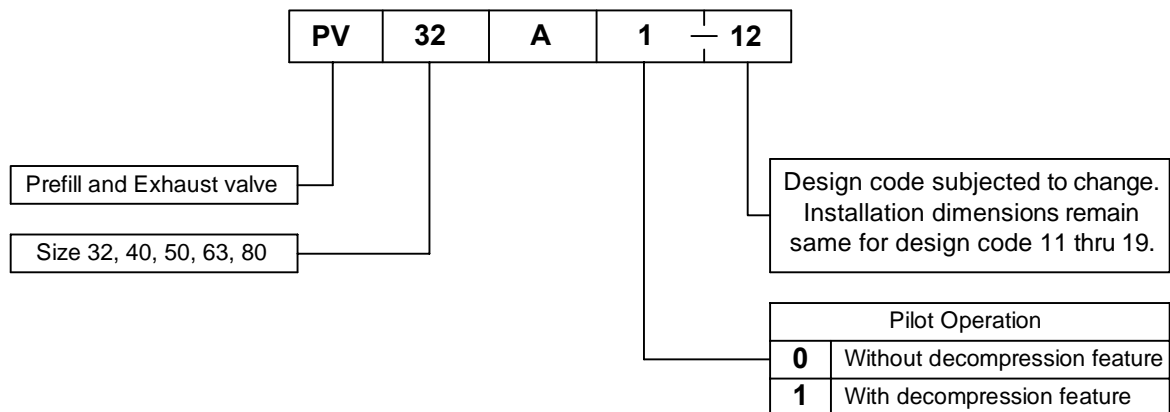 PV 32 A 1 — 12
Prefill and Exhaust valve
Size 32, 40, 50, 63, 80
Design code subjected to change.
Installation dimensions remain
same for design code 11 thru 19.
Pilot Operation
0 Without decompression feature
1 With decompression feature